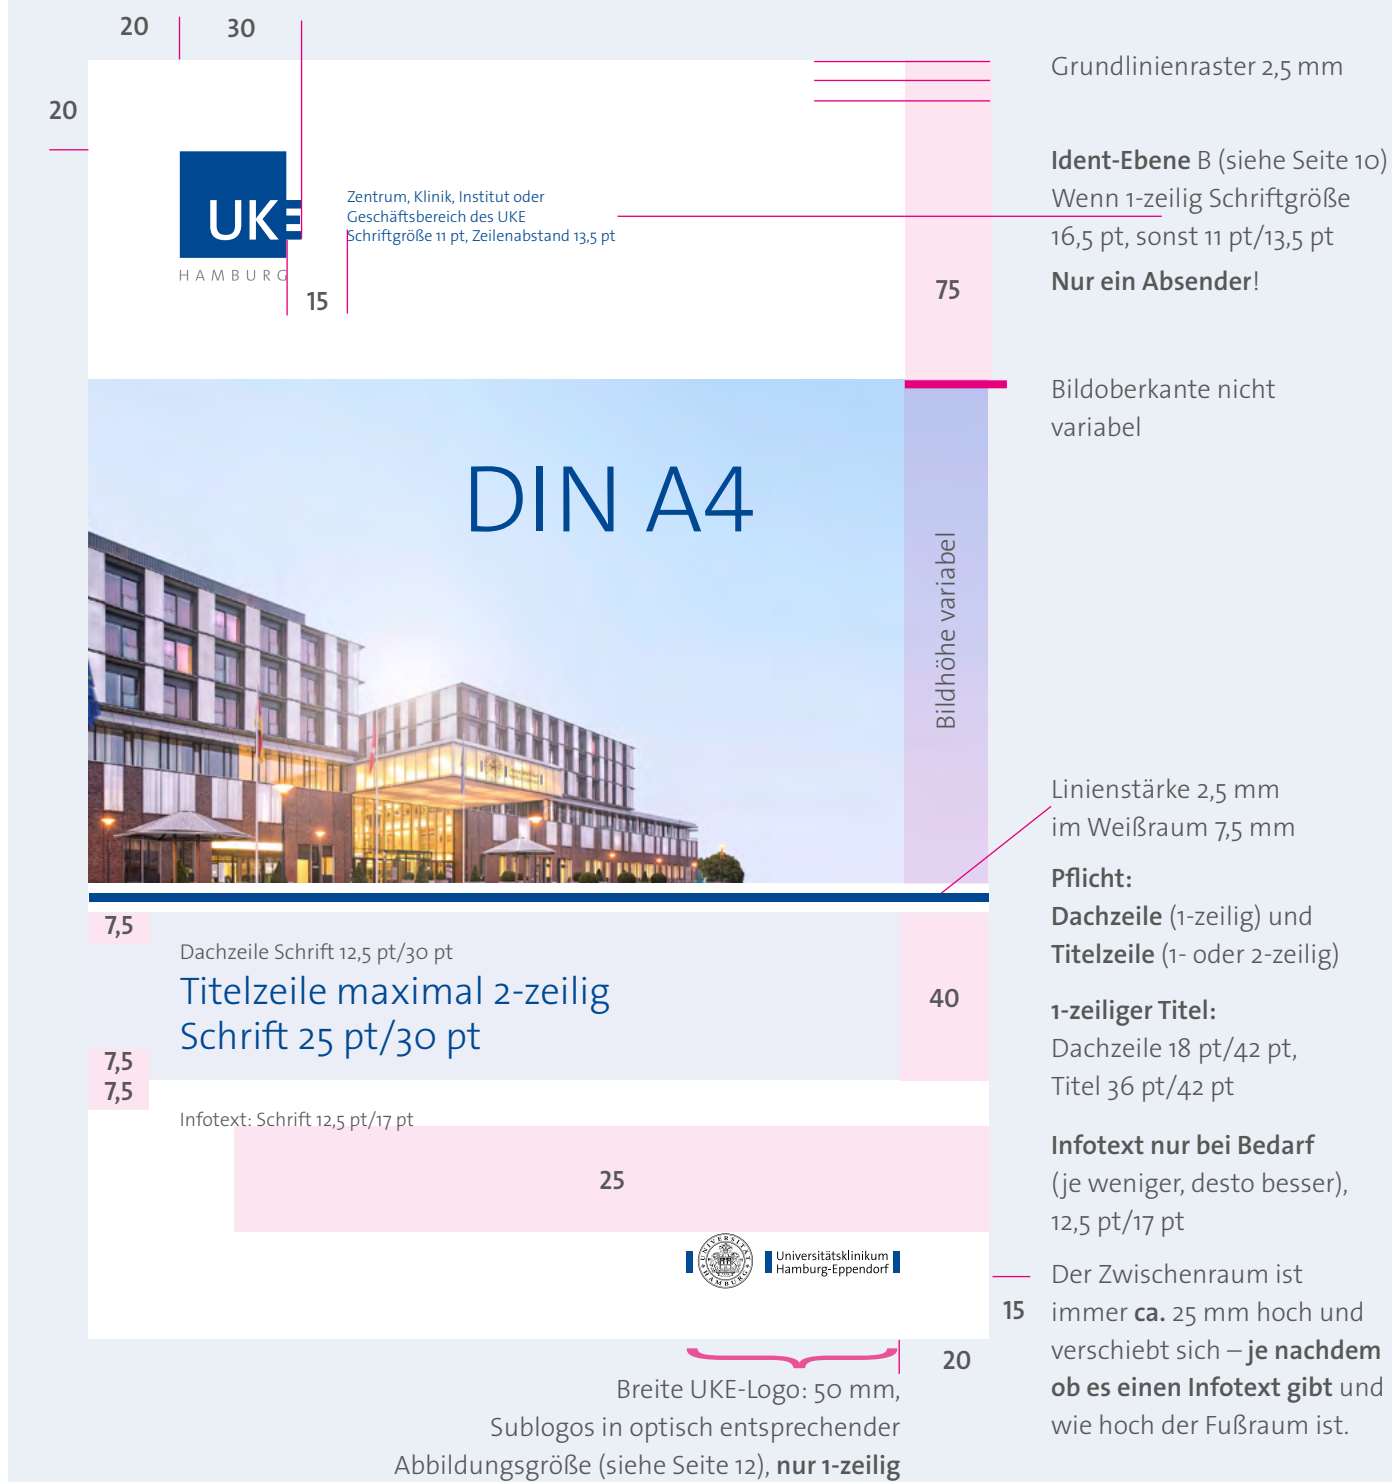 20
30
Grundlinienraster 2,5 mm
20
Ident-Ebene B (siehe Seite 10)
Wenn 1-zeilig Schriftgröße
16,5 pt, sonst 11 pt/13,5 pt
Nur ein Absender!
UKE
HAMBURG
Zentrum, Klinik, Institut oder
Geschäftsbereich des UKE
Schriftgröße 11 pt, Zeilenabstand 13,5 pt
15
75
Bildoberkante nicht
variabel
DIN A4
Bildhöhe variabel
Linienstärke 2,5 mm
im Weißraum 7,5 mm
Pflicht:
Dachzeile (1-zeilig) und
Titelzeile (1- oder 2-zeilig)
7,5
Dachzeile Schrift 12,5 pt/30 pt
Titelzeile maximal 2-zeilig
Schrift 25 pt/30 pt
40
7,5
7,5
1-zeiliger Titel:
Dachzeile 18 pt/42 pt,
Titel 36 pt/42 pt
Infotext: Schrift 12,5 pt/17 pt
25
Infotext nur bei Bedarf
(je weniger, desto besser),
12,5 pt/17 pt
UNIVERSITÄT
HAMBURG
Universitätsklinikum
Hamburg-Eppendorf
15
Der Zwischenraum ist
immer ca. 25 mm hoch und
verschiebt sich – je nachdem
ob es einen Infotext gibt und
wie hoch der Fußraum ist.
20
Breite UKE-Logo: 50 mm,
Sublogos in optisch entsprechender
Abbildungsgröße (siehe Seite 12), nur 1-zeilig